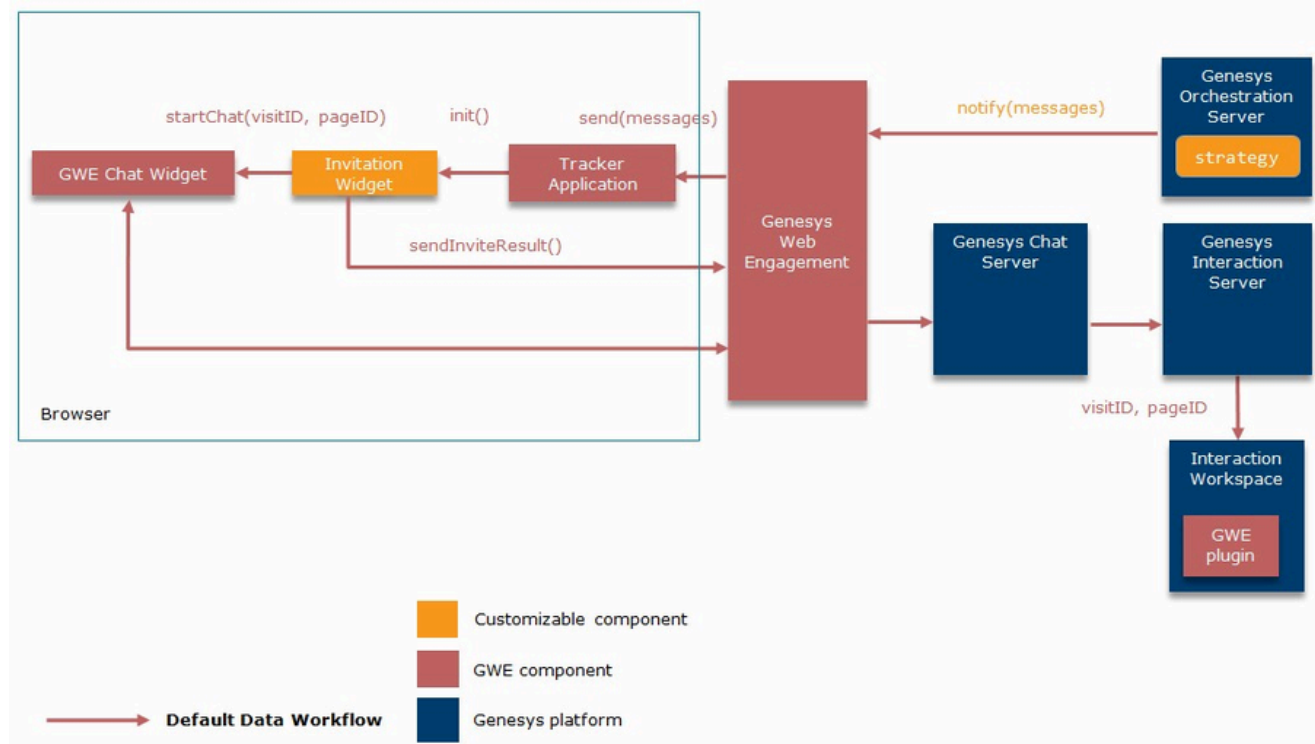 Genesys
Orchestration
Server
notify(messages)
strategy
startChat(visitID, pageID)
init()
send(messages)
GWE Chat Widget
Invitation
Widget
Tracker
Application
Genesys
Web
Engagement
sendInviteResult()
Genesys Chat
Server
Genesys
Interaction
Server
Browser
visitID, pageID
Interaction
Workspace
GWE
plugin
Customizable component
GWE component
Default Data Workflow
Genesys platform